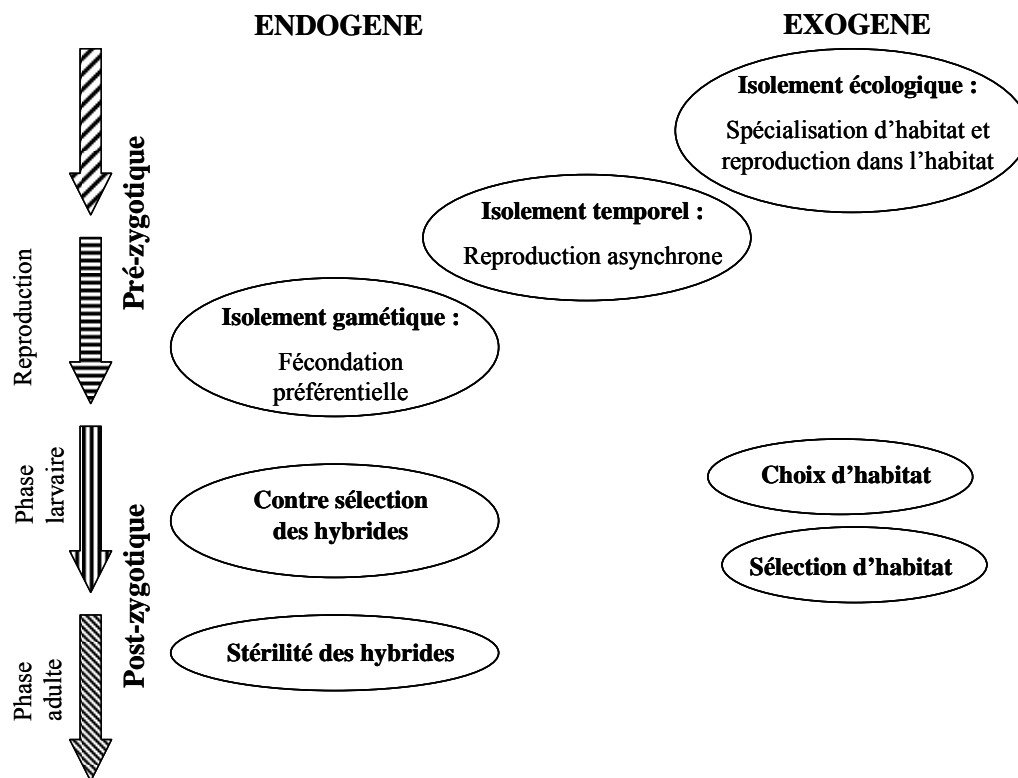 ENDOGENE
EXOGENE
Isolement écologique :
Spécialisation d'habitat et
reproduction dans l'habitat
Isolement temporel :
Reproduction asynchrone
Pré-zygotique
Reproduction
Isolement gamétique :
Fécondation
préférentielle
Phase
larvaire
Contre sélection
des hybrides
Choix d'habitat
Sélection d'habitat
Post-zygotique
Stérilité des hybrides
Phase
adulte